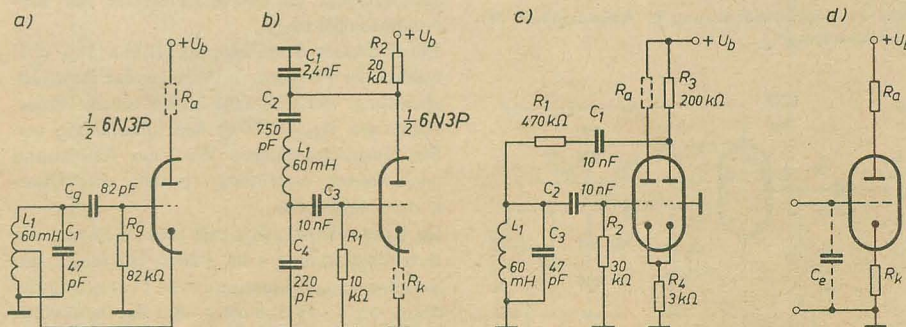 a)
+U_b
R_a
½ 6N3P
C_g
82 pF
L_1
60 mH
C_1
47
pF
R_g
82 kΩ
b)
+U_b
C_1
2,4 nF
R_2
20
kΩ
C_2
750
pF
½ 6N3P
L_1
60 mH
C_3
10 nF
C_4
220
pF
R_1
10
kΩ
R_k
c)
+U_b
R_a
R_3
200 kΩ
R_1
470 kΩ
C_1
10 nF
C_2
10 nF
L_1
60
mH
C_3
47
pF
R_2
30
kΩ
R_4
3 kΩ
d)
+U_b
R_a
C_e
R_k